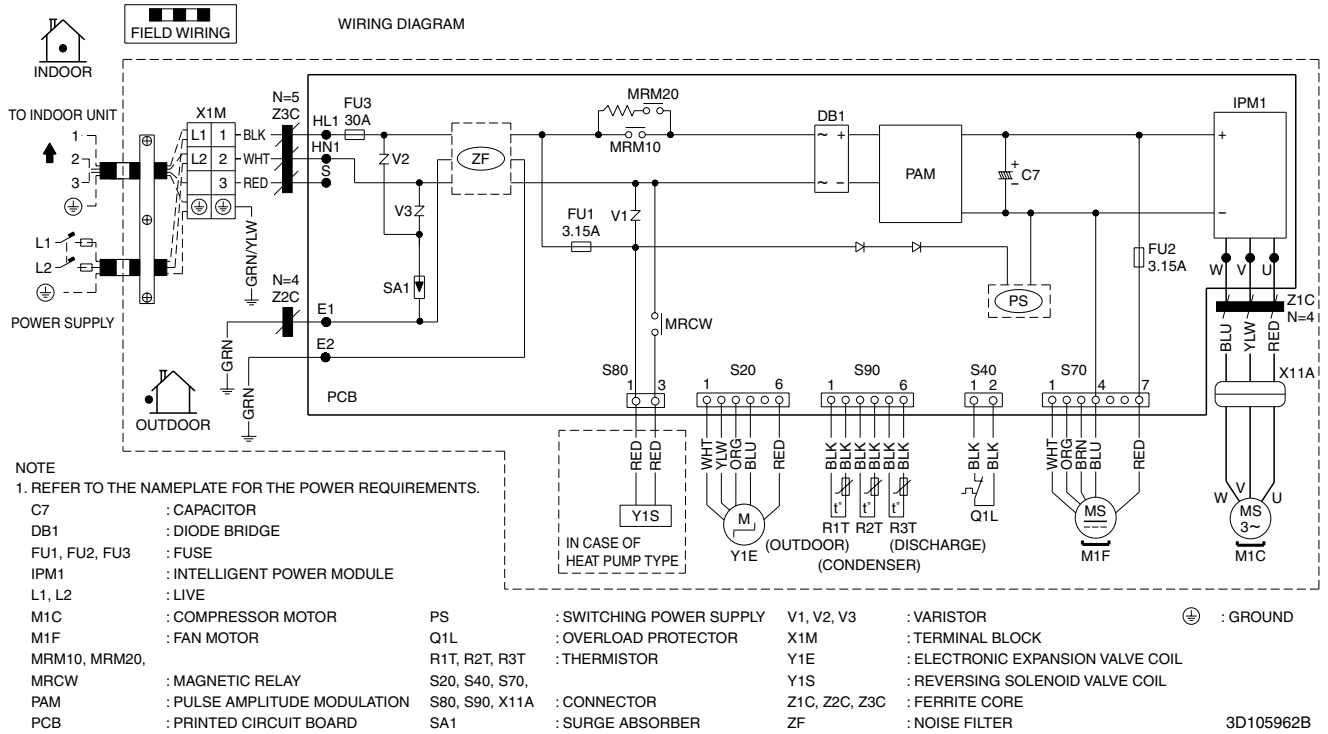 WIRING DIAGRAM
FIELD WIRING
INDOOR
TO INDOOR UNIT
1
2
3
L1
L2
POWER SUPPLY
X1M
L1 1
L2 2
3
BLK
WHT
RED
GRN/YLW
N=5
Z3C
HL1
HN1
S
FU3
30A
V2
V3
SA1
ZF
N=4
Z2C
E1
E2
GRN
GRN
OUTDOOR
PCB
MRM20
MRM10
DB1
~ +
~ −
PAM
+
−
C7
IPM1
+
−
FU1
3.15A
V1
MRCW
PS
FU2
3.15A
W V U
Z1C
N=4
BLU
YLW
RED
X11A
W V U
MS
3~
M1C
S80
1 3
RED
RED
Y1S
IN CASE OF
HEAT PUMP TYPE
S20
1 6
WHT
YLW
ORG
BLU
RED
M
Y1E
S90
1 6
BLK
BLK
BLK
BLK
BLK
BLK
t°
t°
t°
R1T R2T R3T
(OUTDOOR) (DISCHARGE)
(CONDENSER)
S40
1 2
BLK
BLK
Q1L
S70
1 4 7
WHT
ORG
BRN
BLU
RED
MS
M1F
NOTE
1. REFER TO THE NAMEPLATE FOR THE POWER REQUIREMENTS.
C7 : CAPACITOR
DB1 : DIODE BRIDGE
FU1, FU2, FU3 : FUSE
IPM1 : INTELLIGENT POWER MODULE
L1, L2 : LIVE
M1C : COMPRESSOR MOTOR
M1F : FAN MOTOR
MRM10, MRM20,
MRCW : MAGNETIC RELAY
PAM : PULSE AMPLITUDE MODULATION
PCB : PRINTED CIRCUIT BOARD
PS : SWITCHING POWER SUPPLY
Q1L : OVERLOAD PROTECTOR
R1T, R2T, R3T : THERMISTOR
S20, S40, S70,
S80, S90, X11A : CONNECTOR
SA1 : SURGE ABSORBER
V1, V2, V3 : VARISTOR
X1M : TERMINAL BLOCK
Y1E : ELECTRONIC EXPANSION VALVE COIL
Y1S : REVERSING SOLENOID VALVE COIL
Z1C, Z2C, Z3C : FERRITE CORE
ZF : NOISE FILTER
: GROUND
3D105962B